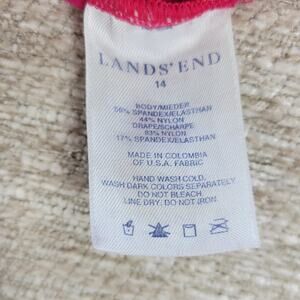 LANDS' END
14
BODY/MIEDER
56% SPANDEX/ELASTHAN
44% NYLON
DRAPE/SCHARPE
83% NYLON
17% SPANDEX/ELASTHAN
MADE IN COLOMBIA
OF U.S.A. FABRIC
HAND WASH COLD.
WASH DARK COLORS SEPARATELY
DO NOT BLEACH.
LINE DRY. DO NOT IRON.